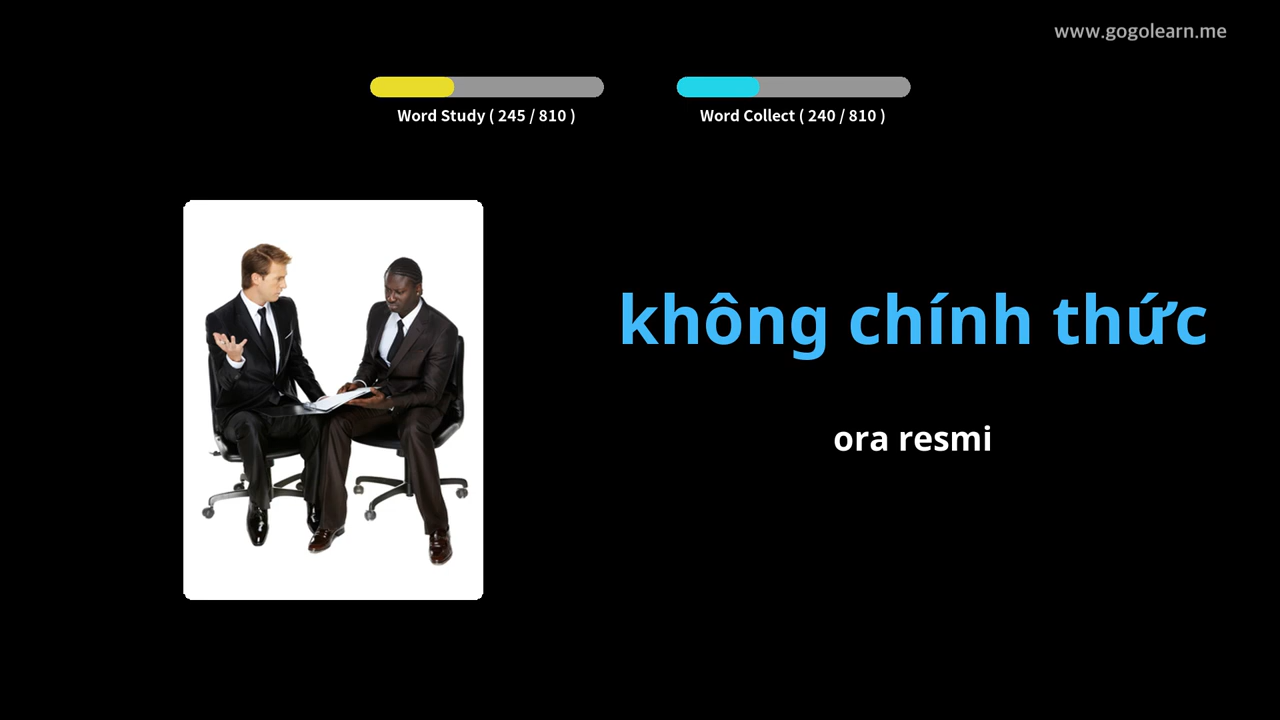 www.gogolearn.me
Word Study ( 245 / 810 )
Word Collect ( 240 / 810 )
không chính thức
ora resmi